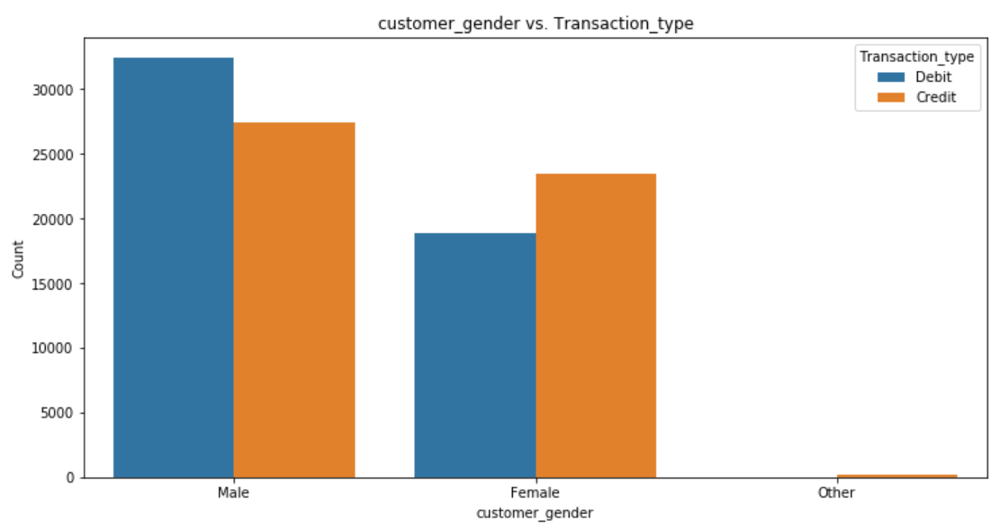 customer_gender vs. Transaction_type
Transaction_type
Debit
Credit
30000
25000
20000
15000
10000
5000
0
Count
Male
Female
Other
customer_gender